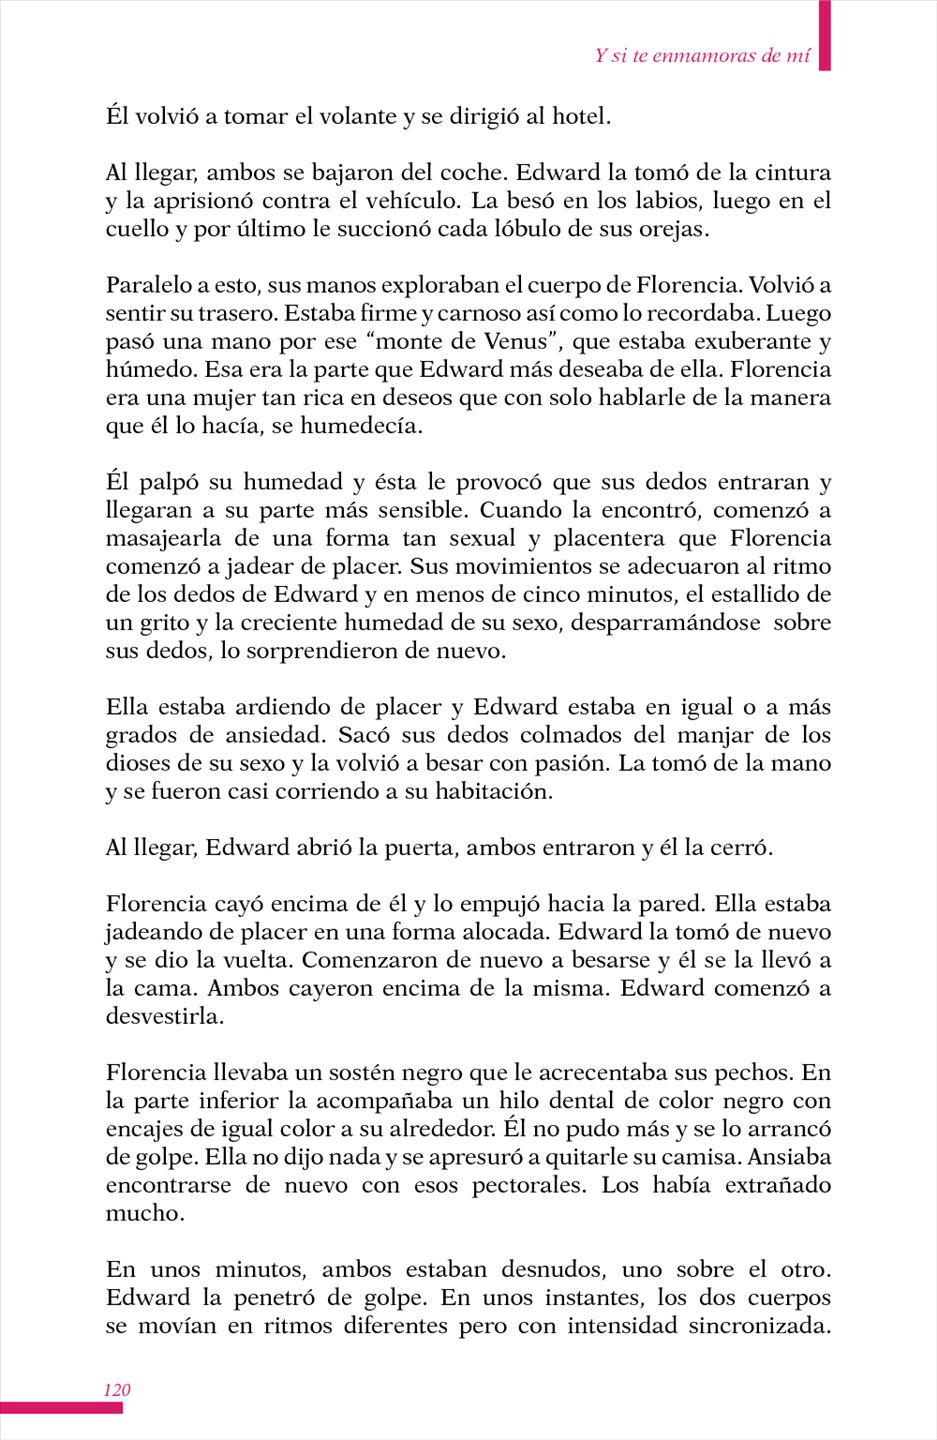 Y si te enmamoras de mí
Él volvió a tomar el volante y se dirigió al hotel.
Al llegar, ambos se bajaron del coche. Edward la tomó de la cintura
y la aprisionó contra el vehículo. La besó en los labios, luego en el
cuello y por último le succionó cada lóbulo de sus orejas.
Paralelo a esto, sus manos exploraban el cuerpo de Florencia. Volvió a
sentir su trasero. Estaba firme y carnoso así como lo recordaba. Luego
pasó una mano por ese “monte de Venus”, que estaba exuberante y
húmedo. Esa era la parte que Edward más deseaba de ella. Florencia
era una mujer tan rica en deseos que con solo hablarle de la manera
que él lo hacía, se humedecía.
Él palpó su humedad y ésta le provocó que sus dedos entraran y
llegaran a su parte más sensible. Cuando la encontró, comenzó a
masajearla de una forma tan sexual y placentera que Florencia
comenzó a jadear de placer. Sus movimientos se adecuaron al ritmo
de los dedos de Edward y en menos de cinco minutos, el estallido de
un grito y la creciente humedad de su sexo, desparramándose  sobre
sus dedos, lo sorprendieron de nuevo.
Ella estaba ardiendo de placer y Edward estaba en igual o a más
grados de ansiedad. Sacó sus dedos colmados del manjar de los
dioses de su sexo y la volvió a besar con pasión. La tomó de la mano
y se fueron casi corriendo a su habitación.
Al llegar, Edward abrió la puerta, ambos entraron y él la cerró.
Florencia cayó encima de él y lo empujó hacia la pared. Ella estaba
jadeando de placer en una forma alocada. Edward la tomó de nuevo
y se dio la vuelta. Comenzaron de nuevo a besarse y él se la llevó a
la cama. Ambos cayeron encima de la misma. Edward comenzó a
desvestirla.
Florencia llevaba un sostén negro que le acrecentaba sus pechos. En
la parte inferior la acompañaba un hilo dental de color negro con
encajes de igual color a su alrededor. Él no pudo más y se lo arrancó
de golpe. Ella no dijo nada y se apresuró a quitarle su camisa. Ansiaba
encontrarse de nuevo con esos pectorales. Los había extrañado
mucho.
En unos minutos, ambos estaban desnudos, uno sobre el otro.
Edward la penetró de golpe. En unos instantes, los dos cuerpos
se movían en ritmos diferentes pero con intensidad sincronizada.
120